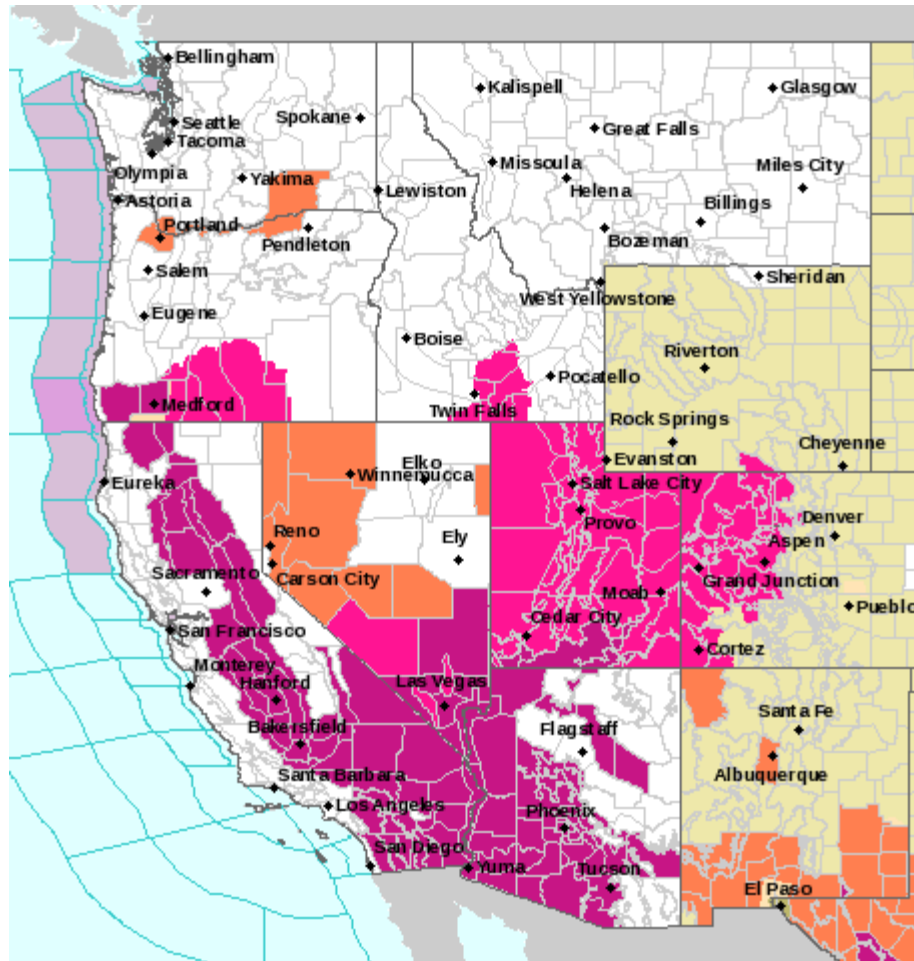 Bellingham
Kalispell
Glasgow
Seattle
Spokane
Great Falls
Tacoma
Olympia
Missoula
Miles City
Yakima
Helena
Lewiston
Astoria
Billings
Portland
Pendleton
Bozeman
Salem
Sheridan
West Yellowstone
Eugene
Boise
Riverton
Pocatello
Medford
Twin Falls
Rock Springs
Cheyenne
Elko
Evanston
Winnemucca
Eureka
Salt Lake City
Provo
Denver
Reno
Ely
Aspen
Sacramento
Carson City
Grand Junction
Moab
Pueblo
San Francisco
Cedar City
Cortez
Monterey
Hanford
Las Vegas
Santa Fe
Bakersfield
Flagstaff
Albuquerque
Santa Barbara
Los Angeles
Phoenix
San Diego
Yuma
Tucson
El Paso